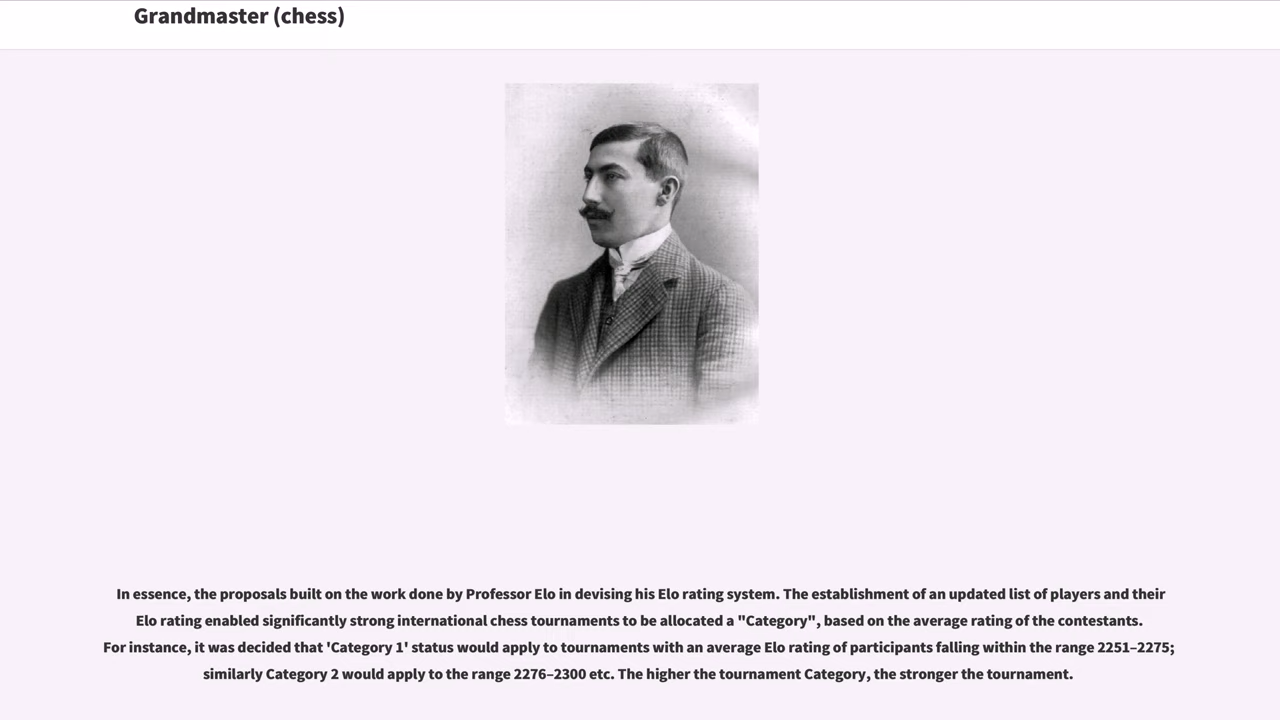 Grandmaster (chess)
In essence, the proposals built on the work done by Professor Elo in devising his Elo rating system. The establishment of an updated list of players and their
Elo rating enabled significantly strong international chess tournaments to be allocated a "Category", based on the average rating of the contestants.
For instance, it was decided that 'Category 1' status would apply to tournaments with an average Elo rating of participants falling within the range 2251–2275;
similarly Category 2 would apply to the range 2276–2300 etc. The higher the tournament Category, the stronger the tournament.